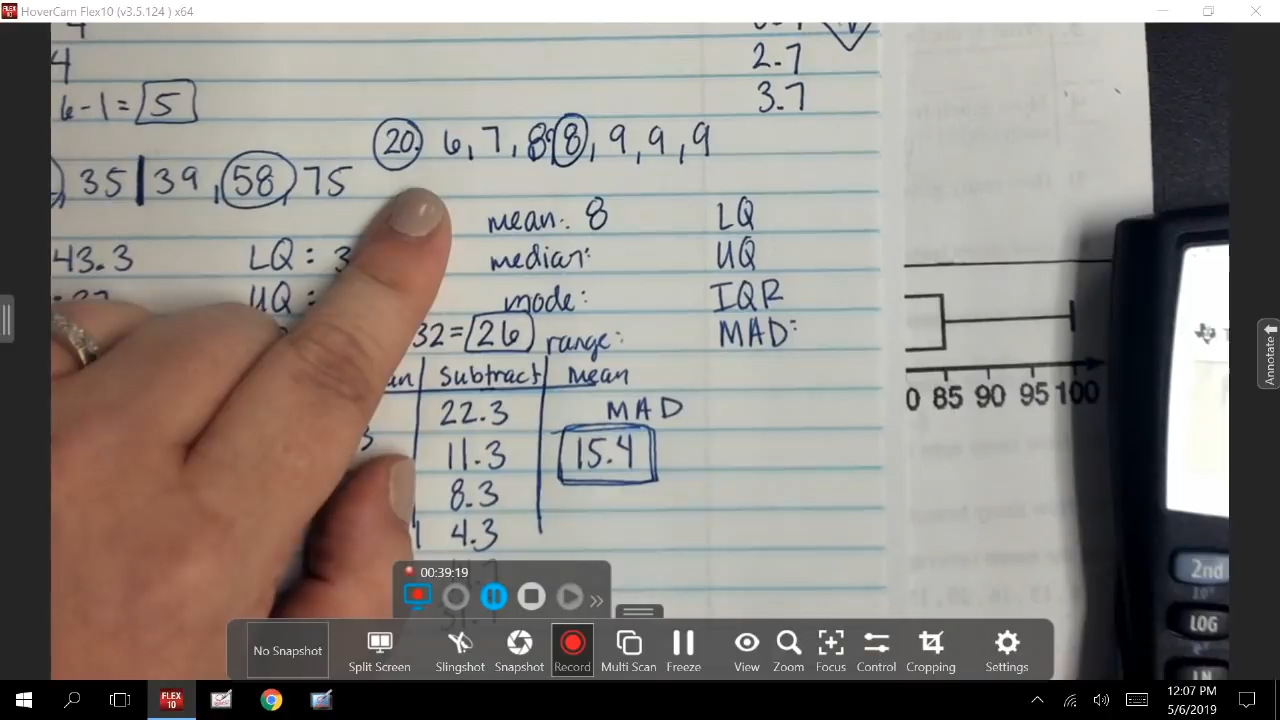 HoverCam Flex10 (v3.5.124 ) x64
4
2.7
3.7
6-1= 5
20. 6, 7, 8, 8, 9, 9, 9
35 | 39, 58, 75
mean: 8 LQ
43.3 LQ: 3 median: UQ
UQ: mode: IQR
32= 26 range: MAD:
Subtract Mean
22.3 MAD
11.3 15.4
8.3
4.3
0 85 90 95 100
2nd
LOG
LN
Annotate
00:39:19
No Snapshot
Split Screen
Slingshot
Snapshot
Record
Multi Scan
Freeze
View
Zoom
Focus
Control
Cropping
Settings
FLEX 10
12:07 PM
5/6/2019